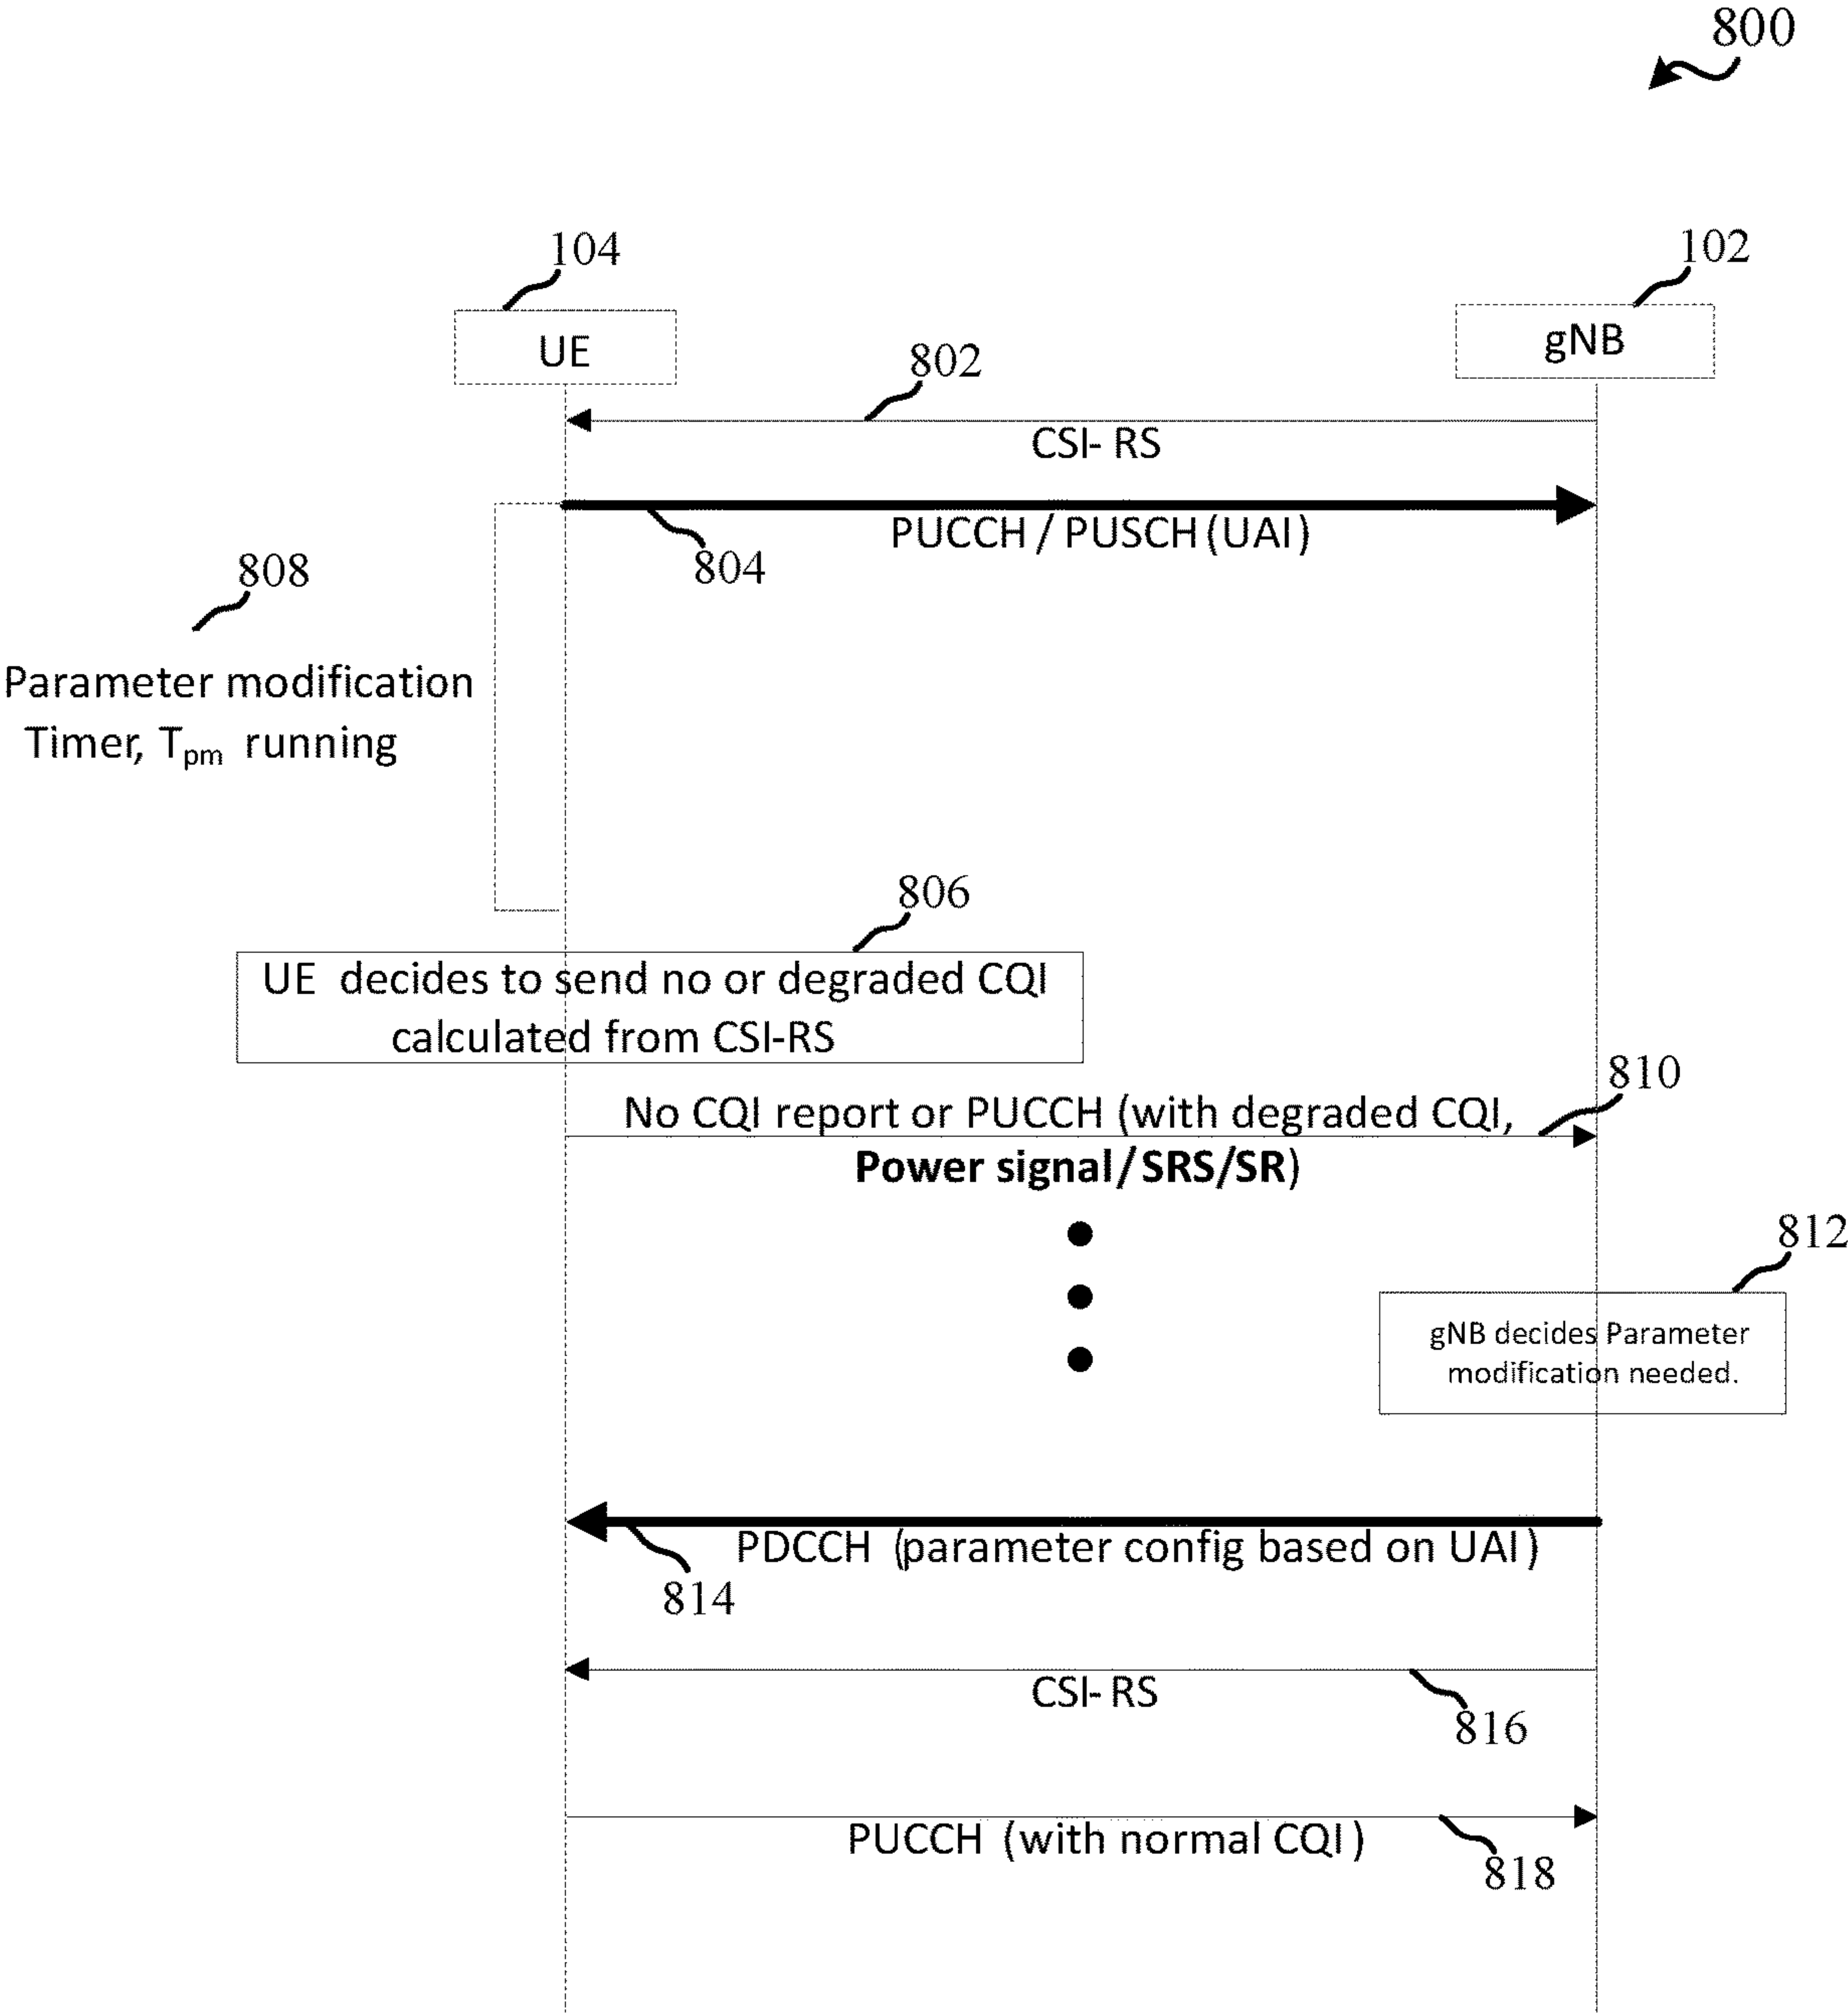 800
104
102
UE
gNB
802
CSI-RS
PUCCH / PUSCH (UAI)
804
808
Parameter modification
Timer, Tpm running
806
UE decides to send no or degraded CQI
calculated from CSI-RS
810
No CQI report or PUCCH (with degraded CQI,
Power signal/SRS/SR)
812
gNB decides Parameter
modification needed.
PDCCH (parameter config based on UAI)
814
CSI-RS
816
PUCCH (with normal CQI)
818